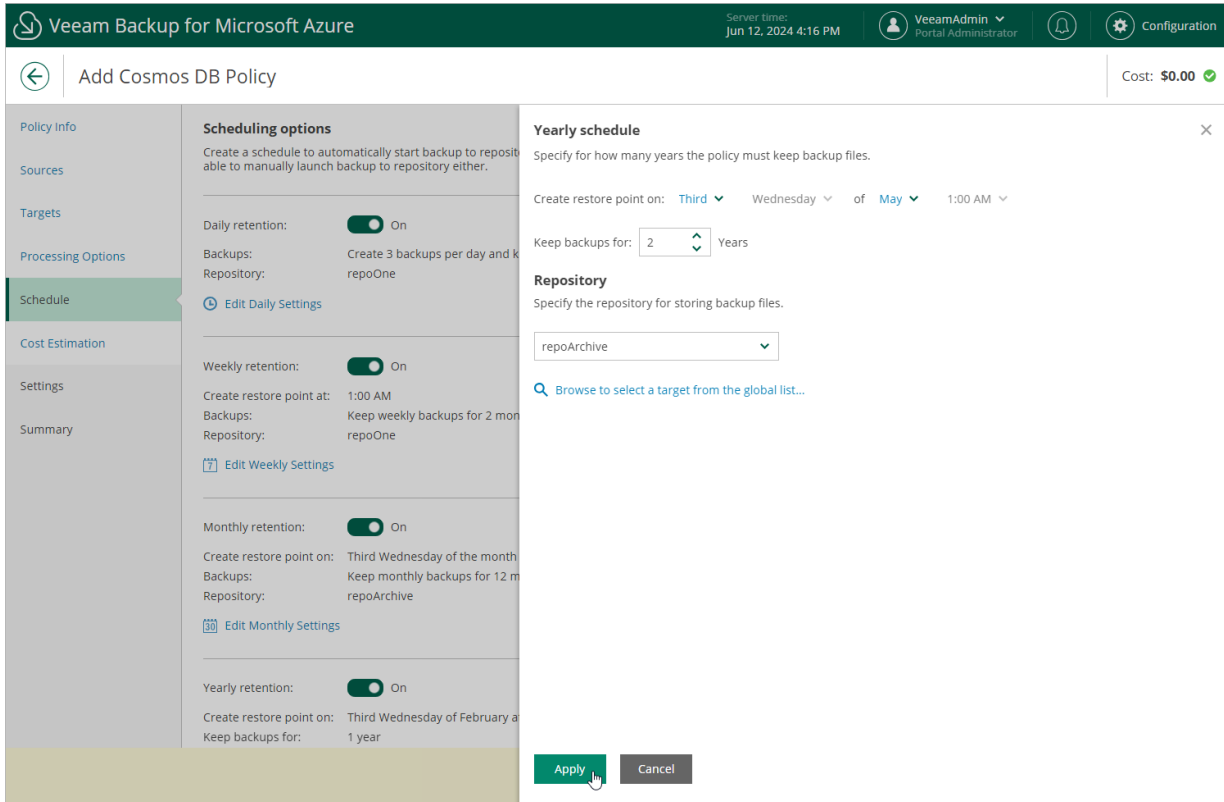 Veeam Backup for Microsoft Azure
Server time:
Jun 12, 2024 4:16 PM
VeeamAdmin
Portal Administrator
Configuration
Add Cosmos DB Policy
Cost: $0.00
Policy Info
Sources
Targets
Processing Options
Schedule
Cost Estimation
Settings
Summary
Scheduling options
Create a schedule to automatically start backup to reposit
able to manually launch backup to repository either.
Daily retention: On
Backups: Create 3 backups per day and k
Repository: repoOne
Edit Daily Settings
Weekly retention: On
Create restore point at: 1:00 AM
Backups: Keep weekly backups for 2 mon
Repository: repoOne
7 Edit Weekly Settings
Monthly retention: On
Create restore point on: Third Wednesday of the month
Backups: Keep monthly backups for 12 m
Repository: repoArchive
30 Edit Monthly Settings
Yearly retention: On
Create restore point on: Third Wednesday of February a
Keep backups for: 1 year
Yearly schedule
Specify for how many years the policy must keep backup files.
Create restore point on: Third Wednesday of May 1:00 AM
Keep backups for: 2 Years
Repository
Specify the repository for storing backup files.
repoArchive
Browse to select a target from the global list...
Apply Cancel